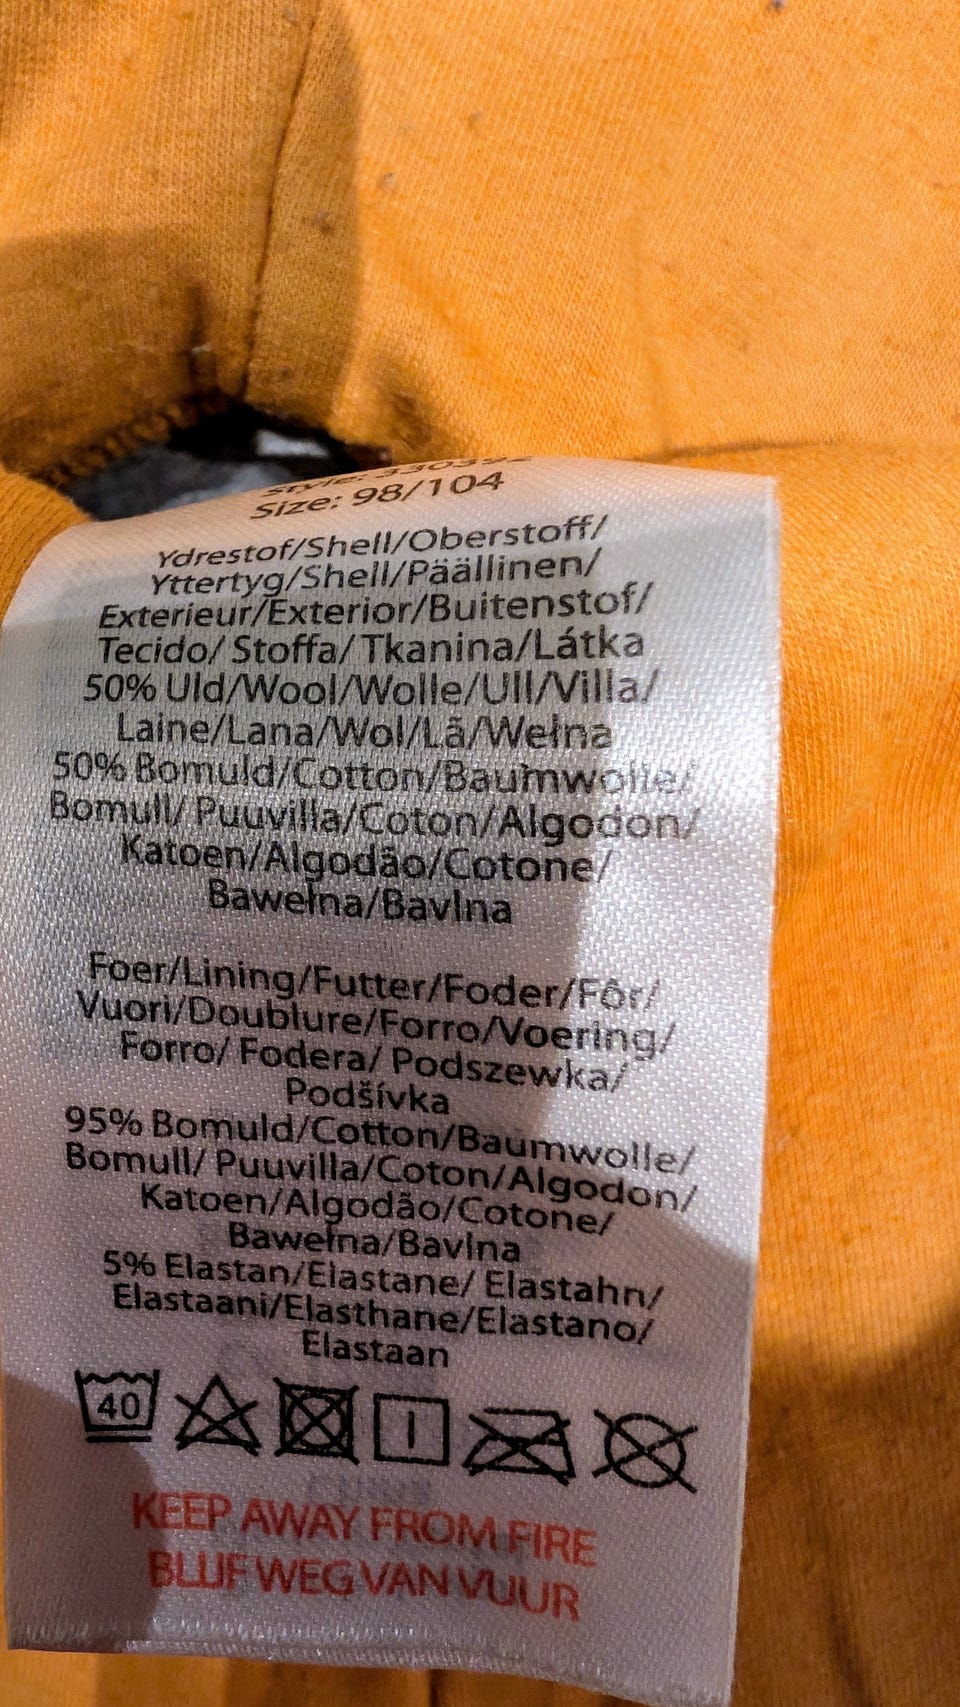 Style: 330392
Size: 98/104
Ydrestof/Shell/Oberstoff/
Yttertyg/Shell/Päällinen/
Exterieur/Exterior/Buitenstof/
Tecido/ Stoffa/ Tkanina/Látka
50% Uld/Wool/Wolle/Ull/Villa/
Laine/Lana/Wol/Lã/Wełna
50% Bomuld/Cotton/Baumwolle/
Bomull/ Puuvilla/Coton/Algodon/
Katoen/Algodão/Cotone/
Bawełna/Bavlna
Foer/Lining/Futter/Foder/Fôr/
Vuori/Doublure/Forro/Voering/
Forro/ Fodera/ Podszewka/
Podšívka
95% Bomuld/Cotton/Baumwolle/
Bomull/ Puuvilla/Coton/Algodon/
Katoen/Algodão/Cotone/
Bawełna/Bavlna
5% Elastan/Elastane/ Elastahn/
Elastaani/Elasthane/Elastano/
Elastaan
40
KEEP AWAY FROM FIRE
BLIJF WEG VAN VUUR